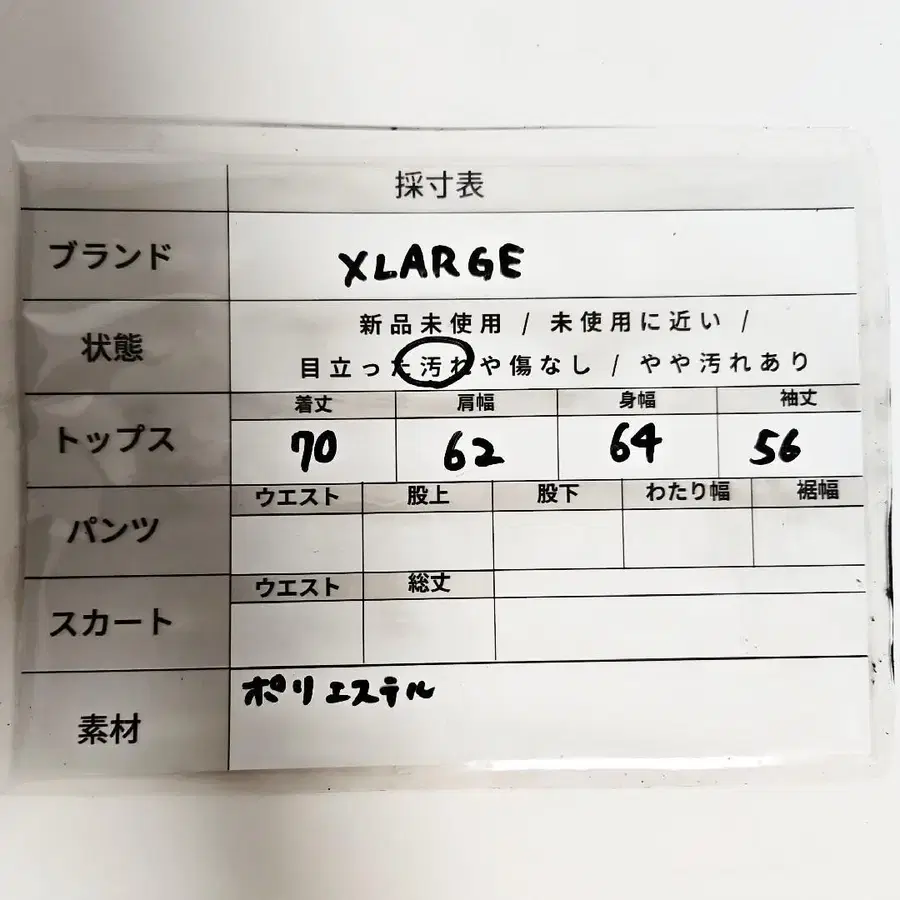 採寸表
ブランド XLARGE
状態 新品未使用 / 未使用に近い /
目立った汚れや傷なし / やや汚れあり
着丈 肩幅 身幅 袖丈
トップス 70 62 64 56
ウエスト 股上 股下 わたり幅 裾幅
パンツ
ウエスト 総丈
スカート
素材 ポリエステル